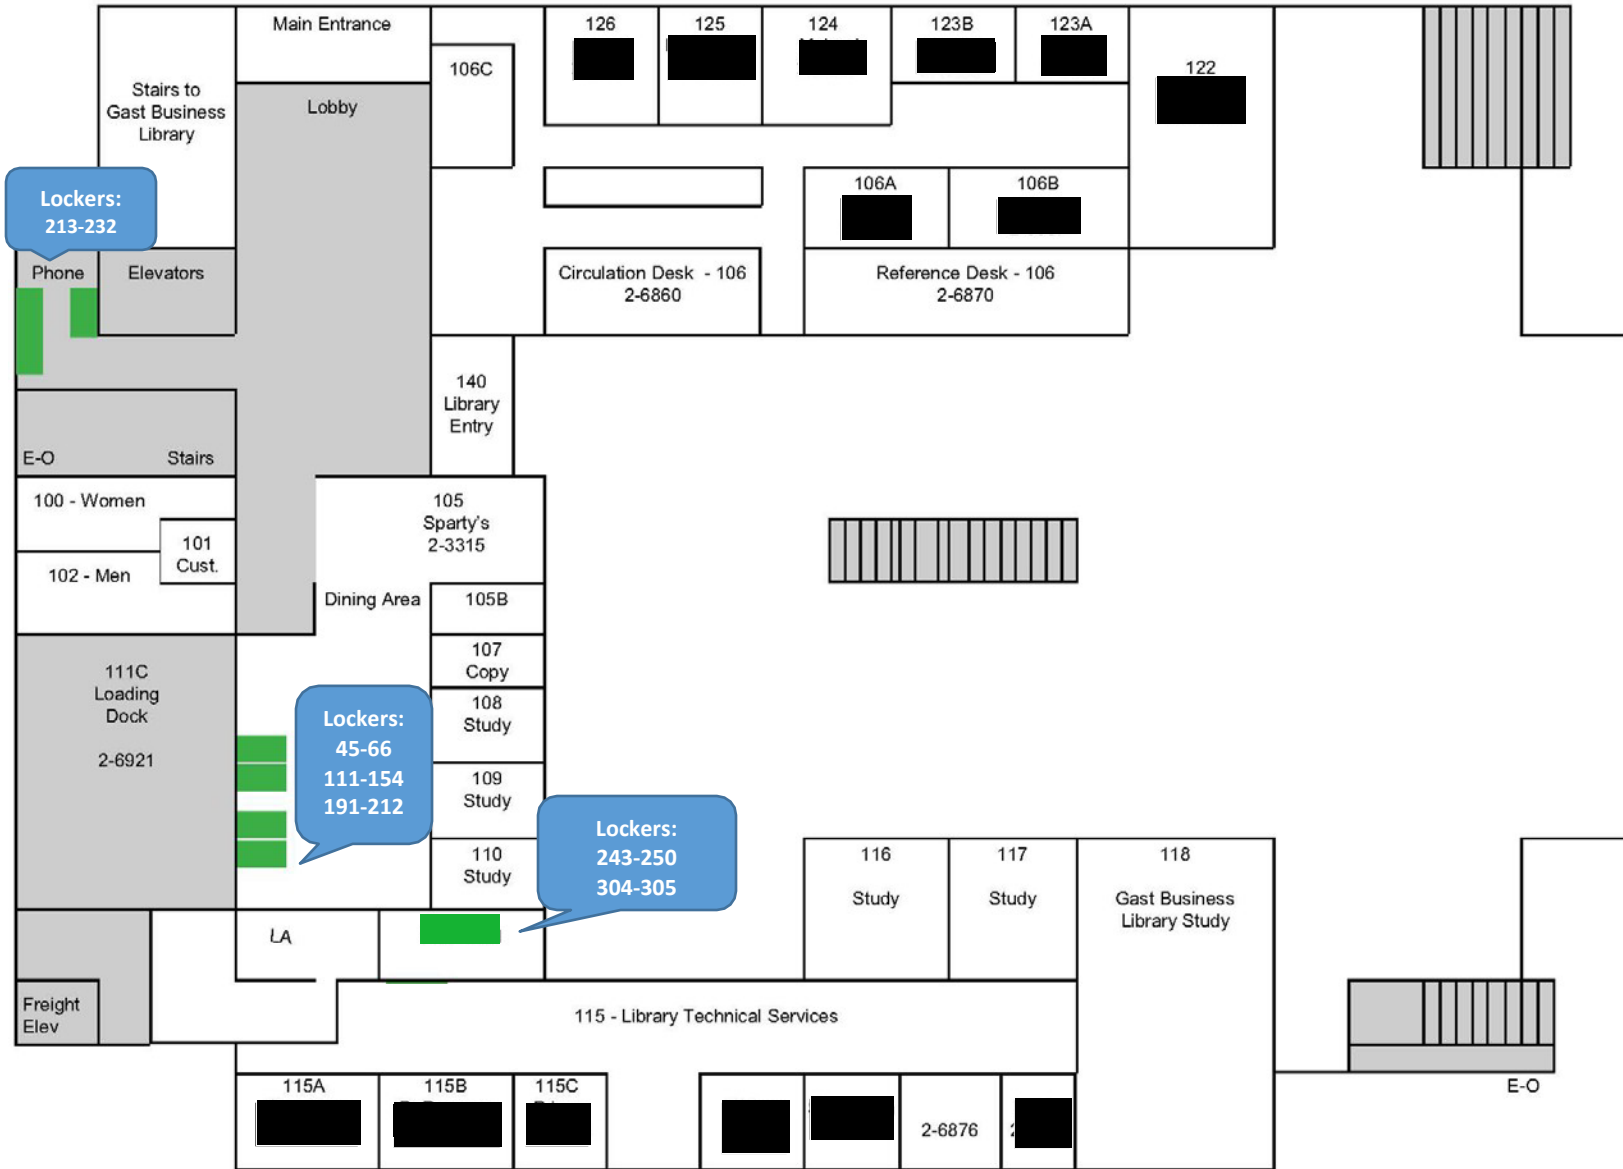 Main Entrance
126
125
124
123B
123A
122
106C
Stairs to
Gast Business
Library
Lobby
Lockers:
213-232
106A
106B
Phone
Elevators
Circulation Desk - 106
2-6860
Reference Desk - 106
2-6870
140
Library
Entry
E-O
Stairs
100 - Women
101
Cust.
102 - Men
105
Sparty's
2-3315
Dining Area
105B
107
Copy
111C
Loading
Dock
2-6921
Lockers:
45-66
111-154
191-212
108
Study
109
Study
110
Study
Lockers:
243-250
304-305
116
Study
117
Study
118
Gast Business
Library Study
LA
Freight
Elev
115 - Library Technical Services
115A
115B
115C
2-6876
E-O